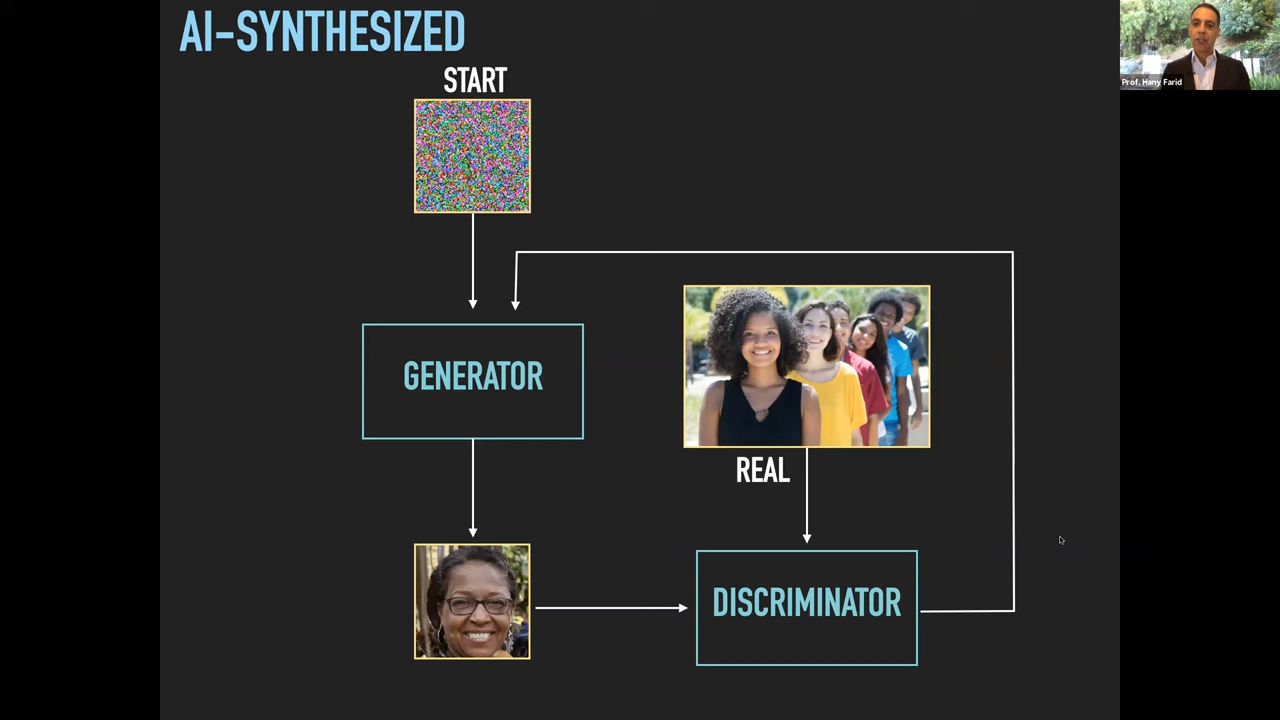 AI-SYNTHESIZED
Prof. Hany Farid
START
GENERATOR
REAL
DISCRIMINATOR